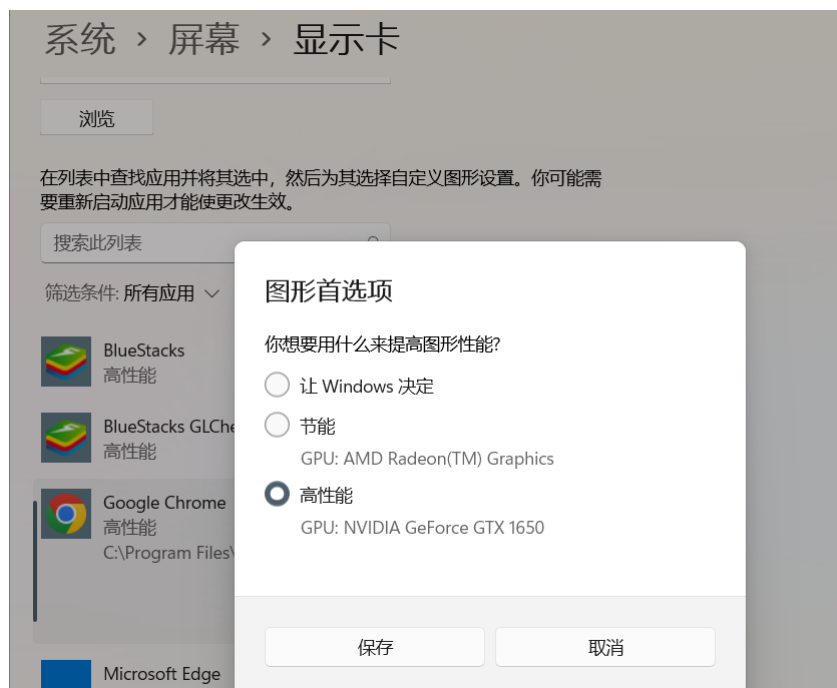 系统 › 屏幕 › 显示卡
浏览
在列表中查找应用并将其选中，然后为其选择自定义图形设置。你可能需
要重新启动应用才能使更改生效。
搜索此列表
筛选条件: 所有应用
图形首选项
你想要用什么来提高图形性能?
让 Windows 决定
节能
GPU: AMD Radeon(TM) Graphics
高性能
GPU: NVIDIA GeForce GTX 1650
保存
取消
BlueStacks
高性能
BlueStacks GLChe
高性能
Google Chrome
高性能
C:\Program Files\
Microsoft Edge